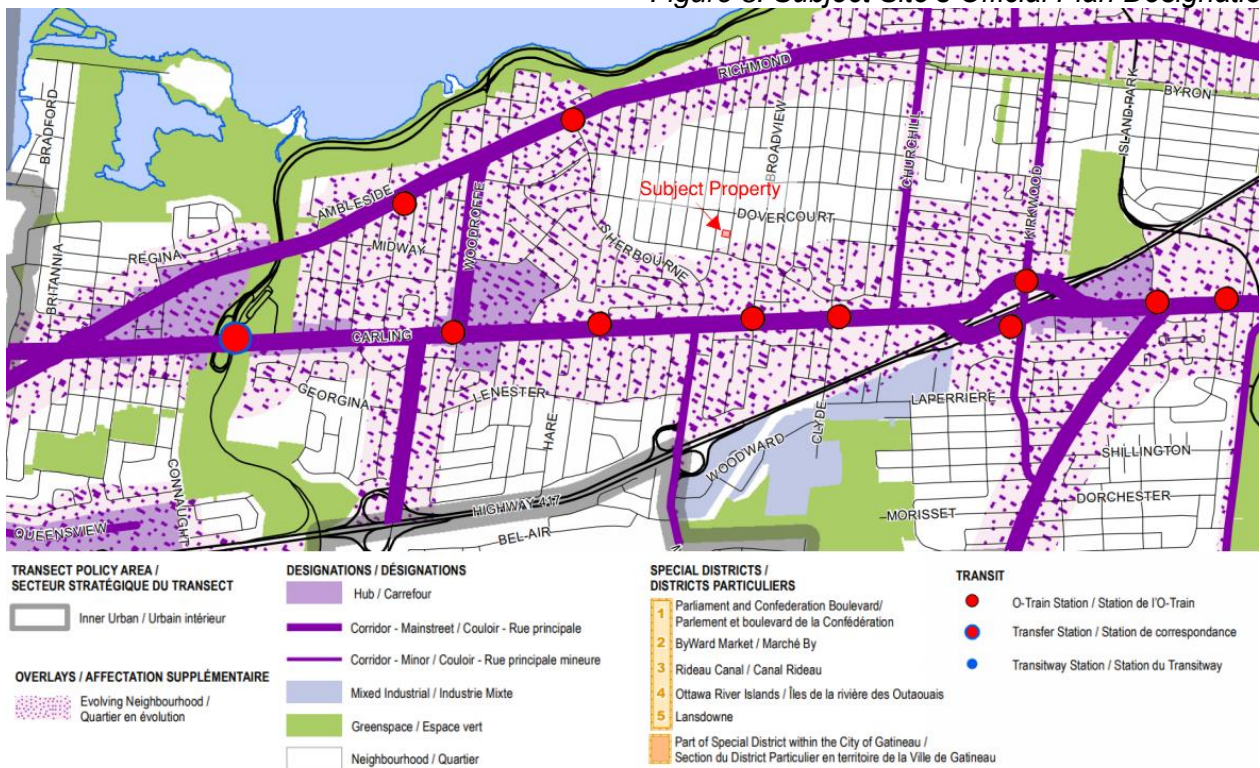 Figure 8: Subject Site's Official Plan Designation
RICHMOND
BRADFORD
BROADVIEW
CHURCHILL
ISLAND PARK
BYRON
Subject Property
KIRKWOOD
AMBLESIDE
WOODROFFE
DOVERCOURT
MIDWAY
SHERBOURNE
REGINA
BRITANNIA
CARLING
GEORGINA
LENESTER
LAPERRIERE
HARE
CLYDE
WOODWARD
SHILLINGTON
CONNAUGHT
DORCHESTER
HIGHWAY 417
MORISSET
QUEENSVIEW
BEL-AIR
TRANSECT POLICY AREA /
SECTEUR STRATÉGIQUE DU TRANSECT
Inner Urban / Urbain intérieur
OVERLAYS / AFFECTATION SUPPLÉMENTAIRE
Evolving Neighbourhood /
Quartier en évolution
DESIGNATIONS / DÉSIGNATIONS
Hub / Carrefour
Corridor - Mainstreet / Couloir - Rue principale
Corridor - Minor / Couloir - Rue principale mineure
Mixed Industrial / Industrie Mixte
Greenspace / Espace vert
Neighbourhood / Quartier
SPECIAL DISTRICTS /
DISTRICTS PARTICULIERS
1 Parliament and Confederation Boulevard/
Parlement et boulevard de la Confédération
2 ByWard Market / Marché By
3 Rideau Canal / Canal Rideau
4 Ottawa River Islands / Îles de la rivière des Outaouais
5 Lansdowne
Part of Special District within the City of Gatineau /
Section du District Particulier en territoire de la Ville de Gatineau
TRANSIT
O-Train Station / Station de l'O-Train
Transfer Station / Station de correspondance
Transitway Station / Station du Transitway